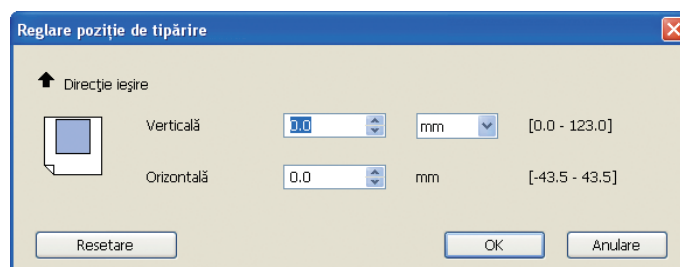 Reglare poziție de tipărire
Direcție ieșire
Verticală 0.0 mm [0.0 - 123.0]
Orizontală 0.0 mm [-43.5 - 43.5]
Resetare OK Anulare